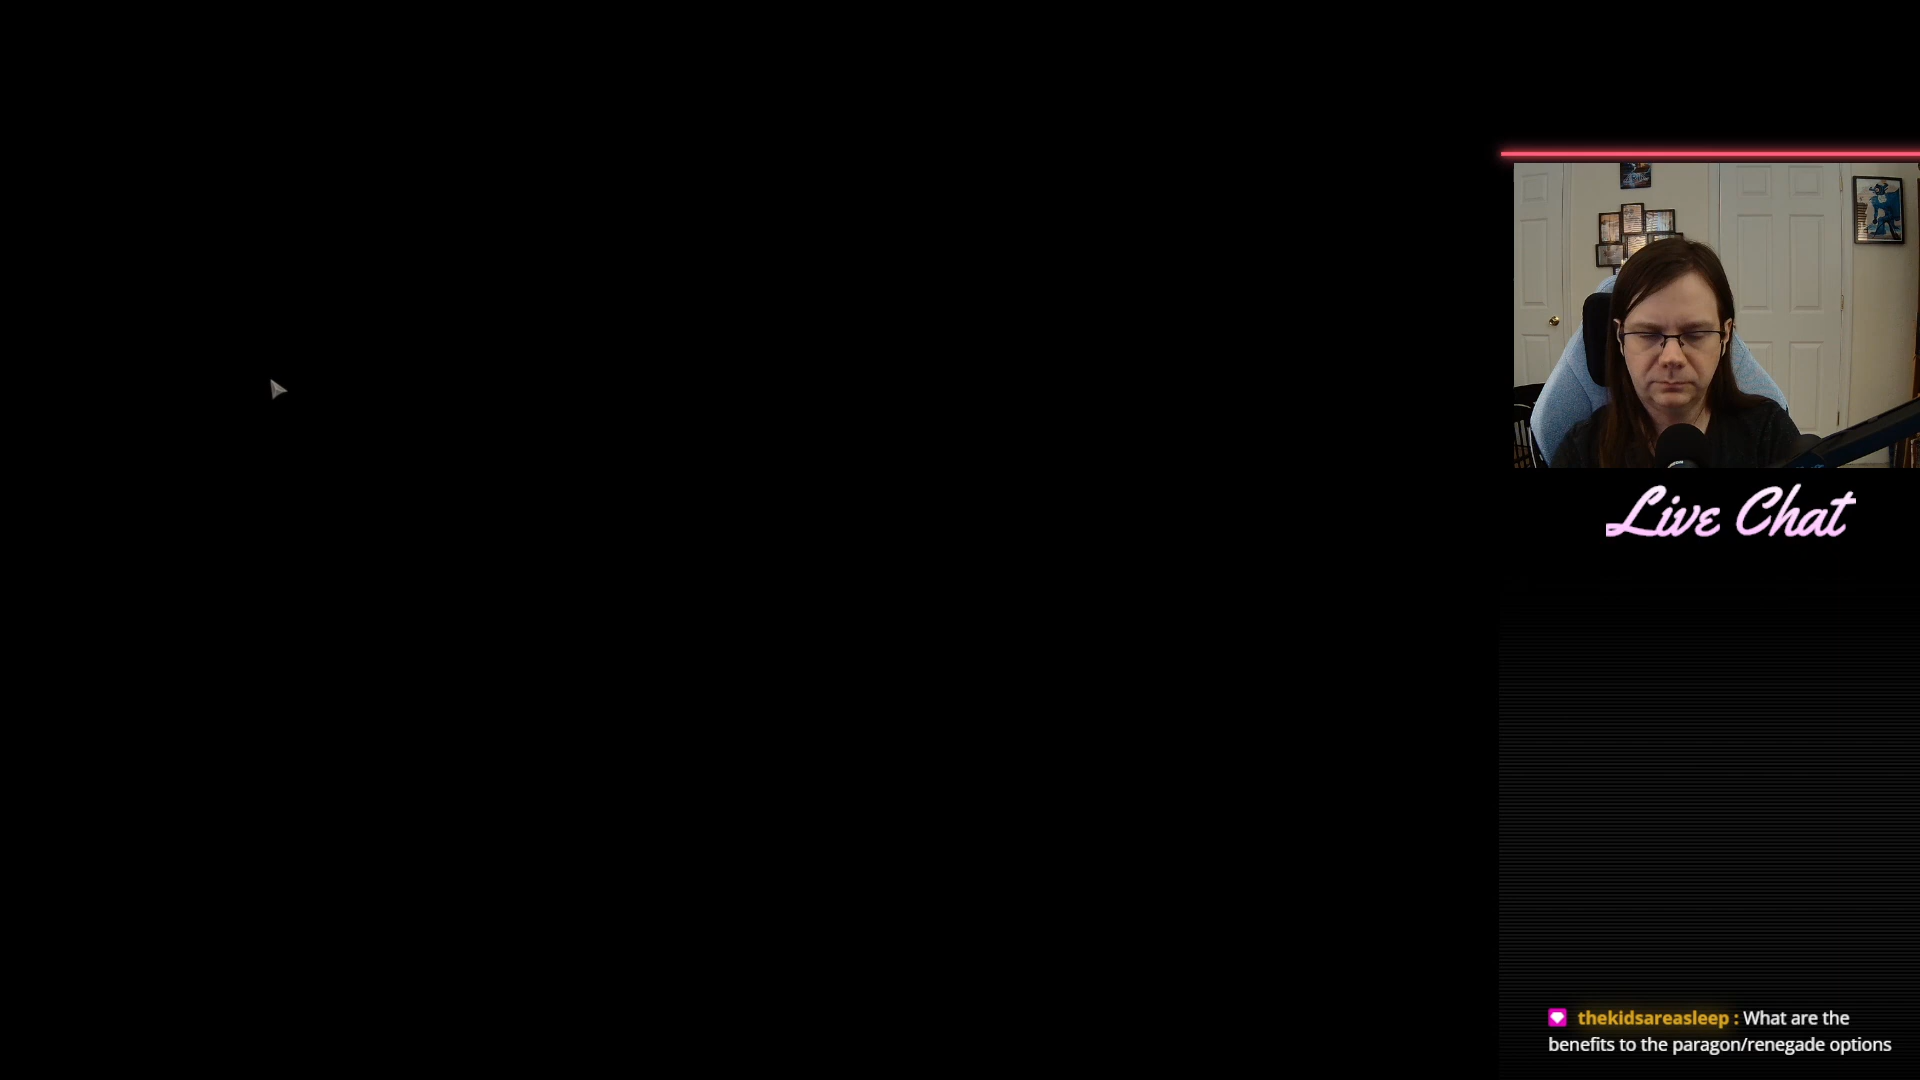 Live Chat
thekidsareasleep : What are the
benefits to the paragon/renegade options